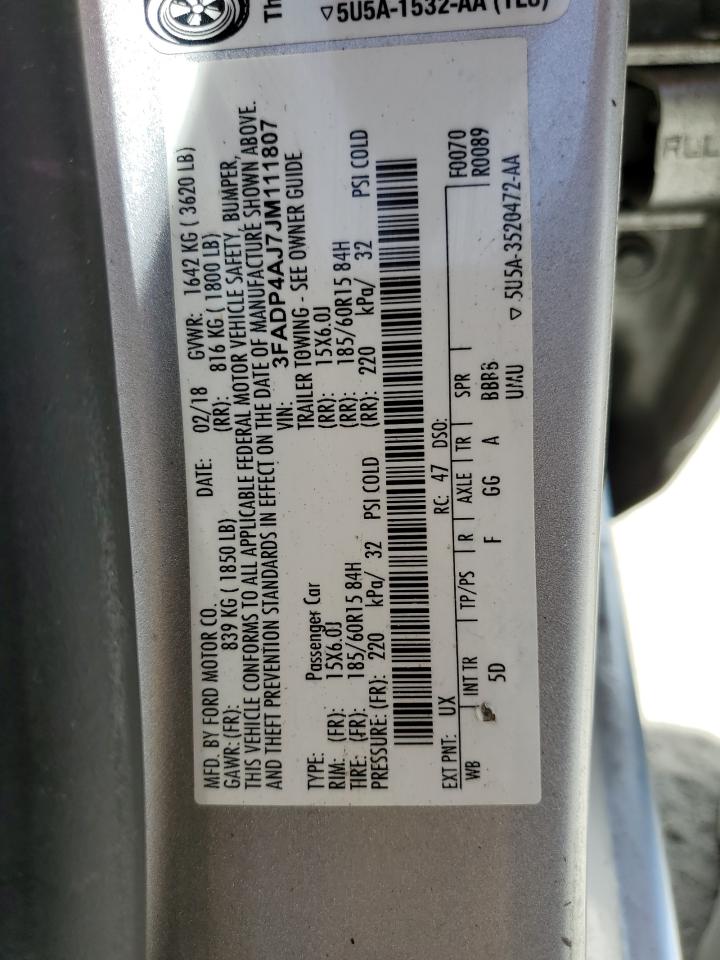 Th
▽5U5A-1532-AA (TLS)
MFD. BY FORD MOTOR CO. DATE: 02/18 GVWR: 1642 KG ( 3620 LB)
GAWR: (FR): 839 KG ( 1850 LB) (RR): 816 KG ( 1800 LB)
THIS VEHICLE CONFORMS TO ALL APPLICABLE FEDERAL MOTOR VEHICLE SAFETY, BUMPER,
AND THEFT PREVENTION STANDARDS IN EFFECT ON THE DATE OF MANUFACTURE SHOWN ABOVE.
VIN: 3FADP4AJ7JM111807
TYPE: Passenger Car TRAILER TOWING - SEE OWNER GUIDE
RIM: (FR): 15X6.0J (RR): 15X6.0J
TIRE: (FR): 185/60R15 84H (RR): 185/60R15 84H
PRESSURE: (FR): 220 kPa/ 32 PSI COLD (RR): 220 kPa/ 32 PSI COLD
EXT PNT: UX RC: 47 DSO: F0070
WB INT TR TP/PS R AXLE TR SPR R0089
5D F GG A BBBB
UMU
▽ 5U5A-3520472-AA